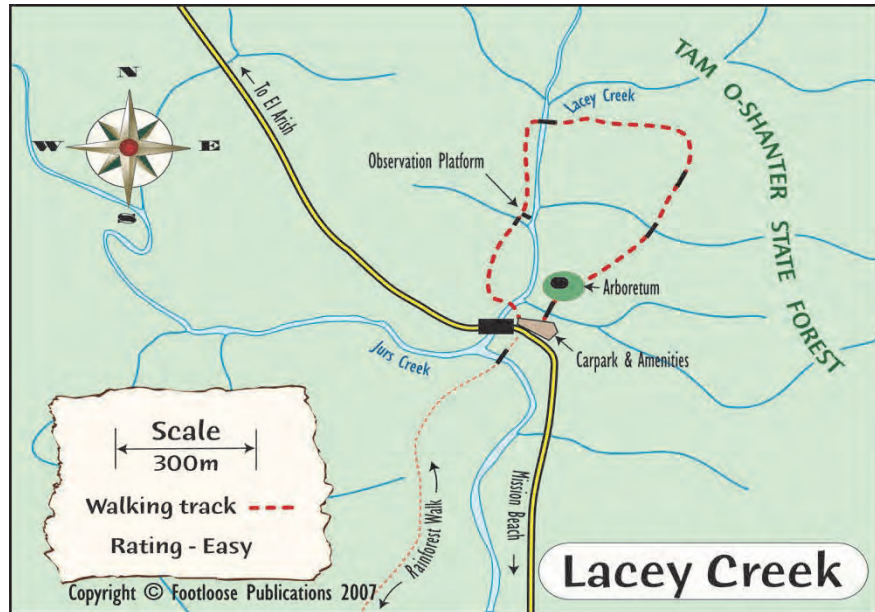 N
W
E
S
To El Arish
Lacey Creek
TAM O-SHANTER STATE FOREST
Observation Platform
Arboretum
Carpark & Amenities
Jurs Creek
Mission Beach
Rainforest Walk
Scale
300m
Walking track
Rating - Easy
Copyright © Footloose Publications 2007
Lacey Creek